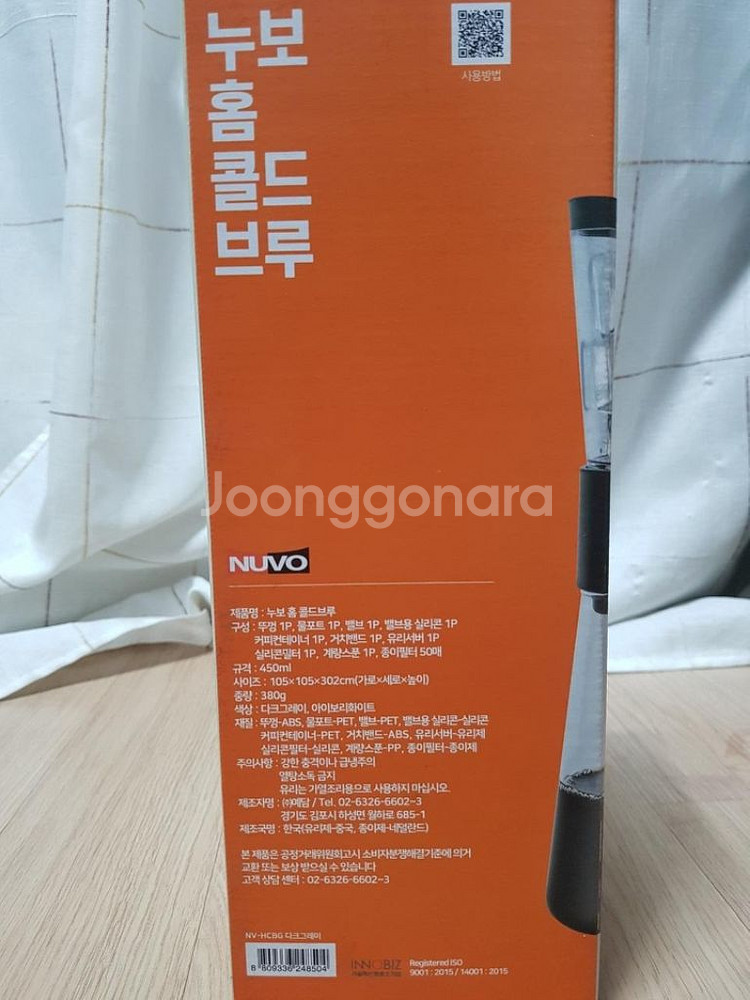 누보
홈
콜드
브루
사용방법
Joonggonara
NUVO
제품명 : 누보 홈 콜드브루
구성 : 뚜껑 1P, 물포트 1P, 밸브 1P, 밸브용 실리콘 1P
커피컨테이너 1P, 거치밴드 1P, 유리서버 1P
실리콘필터 1P, 계량스푼 1P, 종이필터 50매
규격 : 450ml
사이즈 : 105×105×302cm(가로×세로×높이)
중량 : 380g
색상 : 다크그레이, 아이보리화이트
재질 : 뚜껑-ABS, 물포트-PET, 밸브-PET, 밸브용 실리콘-실리콘
커피컨테이너-PET, 거치밴드-ABS, 유리서버-유리제
실리콘필터-실리콘, 계량스푼-PP, 종이필터-종이제
주의사항 : 강한 충격이나 급냉주의
열탕소독 금지
유리는 가열조리용으로 사용하지 마십시오.
제조자명 : ㈜메담 / Tel. 02-6326-6602~3
경기도 김포시 하성면 월하로 685-1
제조국명 : 한국(유리제-중국, 종이제-네덜란드)
본 제품은 공정거래위원회고시 소비자분쟁해결기준에 의거
교환 또는 보상 받으실 수 있습니다
고객 상담 센터 : 02-6326-6602~3
NV-HCBG 다크그레이
8 809336 248504
INNOBIZ
Registered ISO
9001 : 2015 / 14001 : 2015